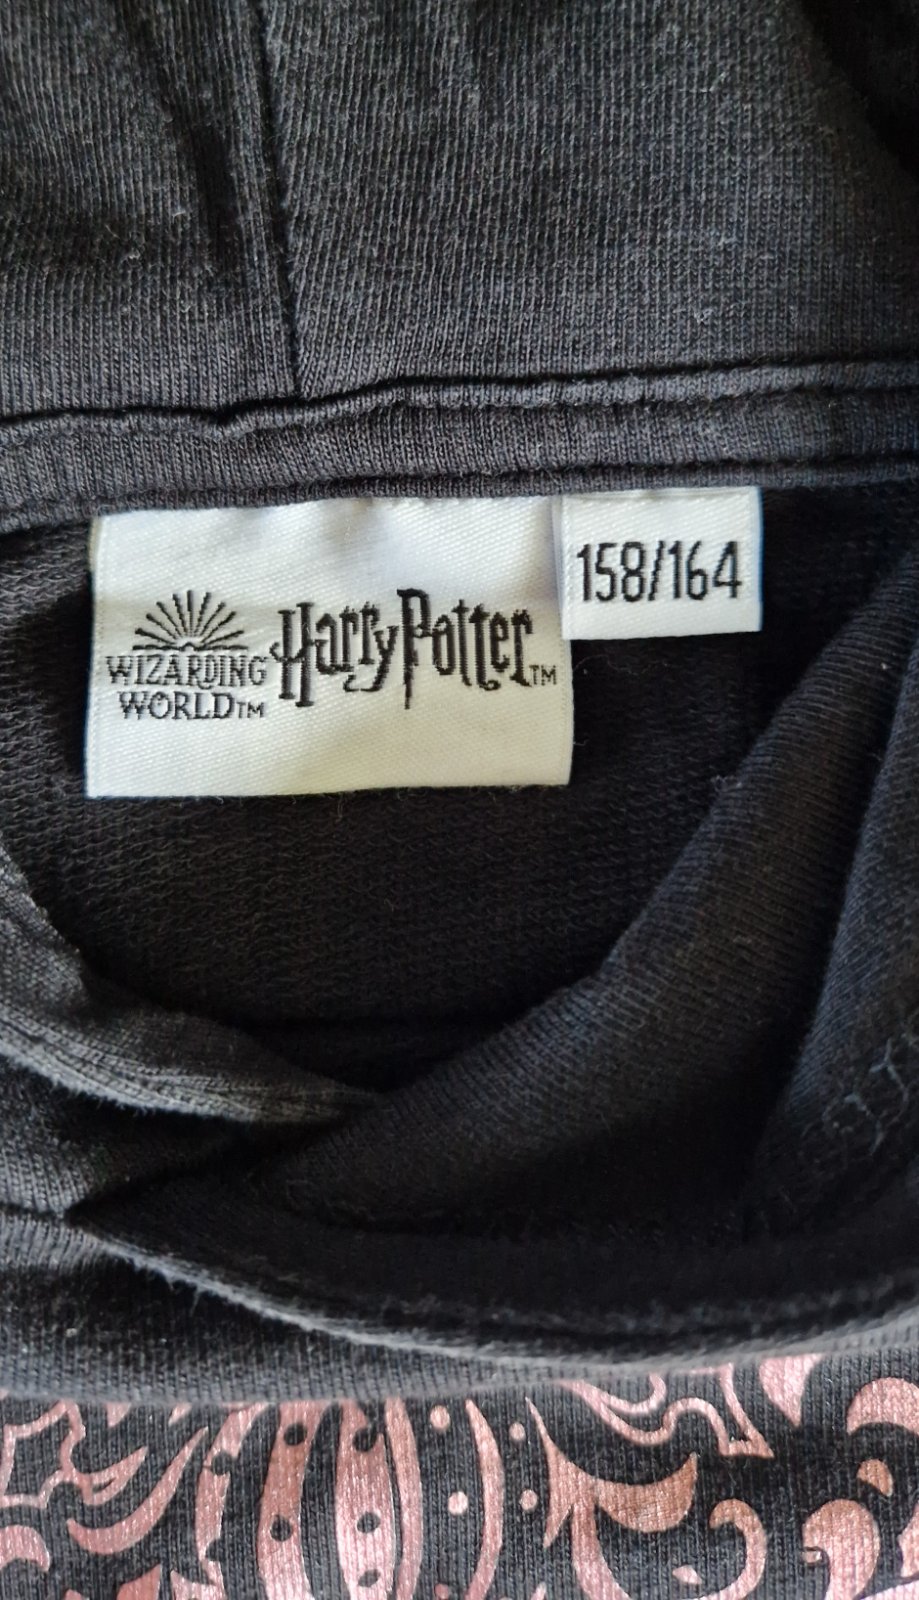 158/164
WIZARDING
WORLD™
Harry Potter™